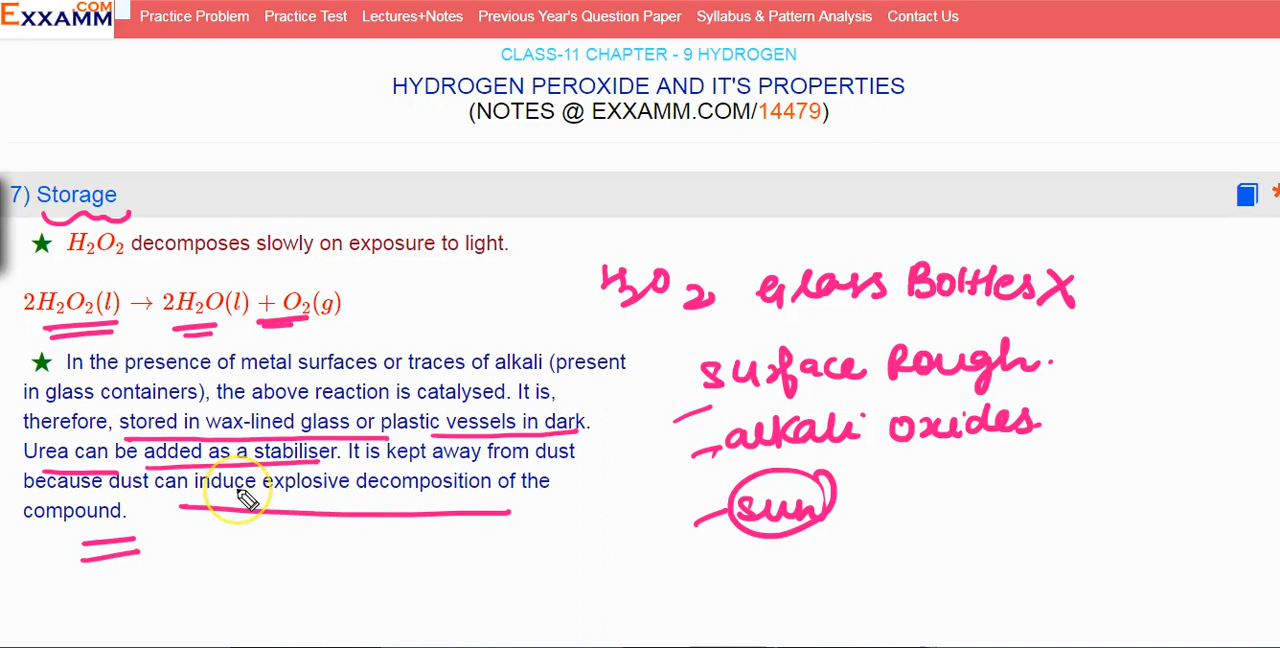 EXXAMM.COM
Practice Problem Practice Test Lectures+Notes Previous Year's Question Paper Syllabus & Pattern Analysis Contact Us
CLASS-11 CHAPTER - 9 HYDROGEN
HYDROGEN PEROXIDE AND IT'S PROPERTIES
(NOTES @ EXXAMM.COM/14479)
7) Storage
★ H₂O₂ decomposes slowly on exposure to light.
2H₂O₂(l) → 2H₂O(l) + O₂(g)
★ In the presence of metal surfaces or traces of alkali (present
in glass containers), the above reaction is catalysed. It is,
therefore, stored in wax-lined glass or plastic vessels in dark.
Urea can be added as a stabiliser. It is kept away from dust
because dust can induce explosive decomposition of the
compound.
H₂O₂ Glass Bottles X
surface Rough.
alkali oxides
sun